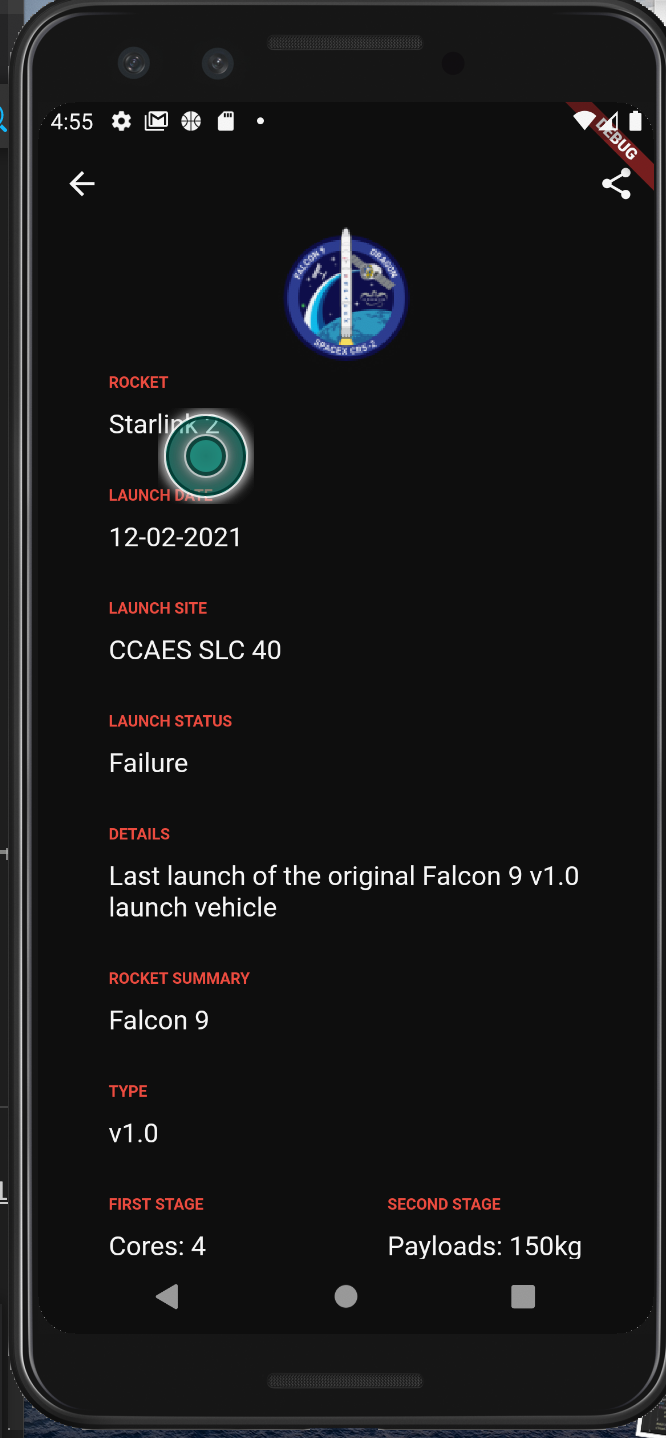 4:55
DEBUG
FALCON 9
DRAGON
SPACEX CRS-2
ROCKET
Starlink 2
LAUNCH DATE
12-02-2021
LAUNCH SITE
CCAES SLC 40
LAUNCH STATUS
Failure
DETAILS
Last launch of the original Falcon 9 v1.0
launch vehicle
ROCKET SUMMARY
Falcon 9
TYPE
v1.0
FIRST STAGE
SECOND STAGE
Cores: 4
Payloads: 150kg